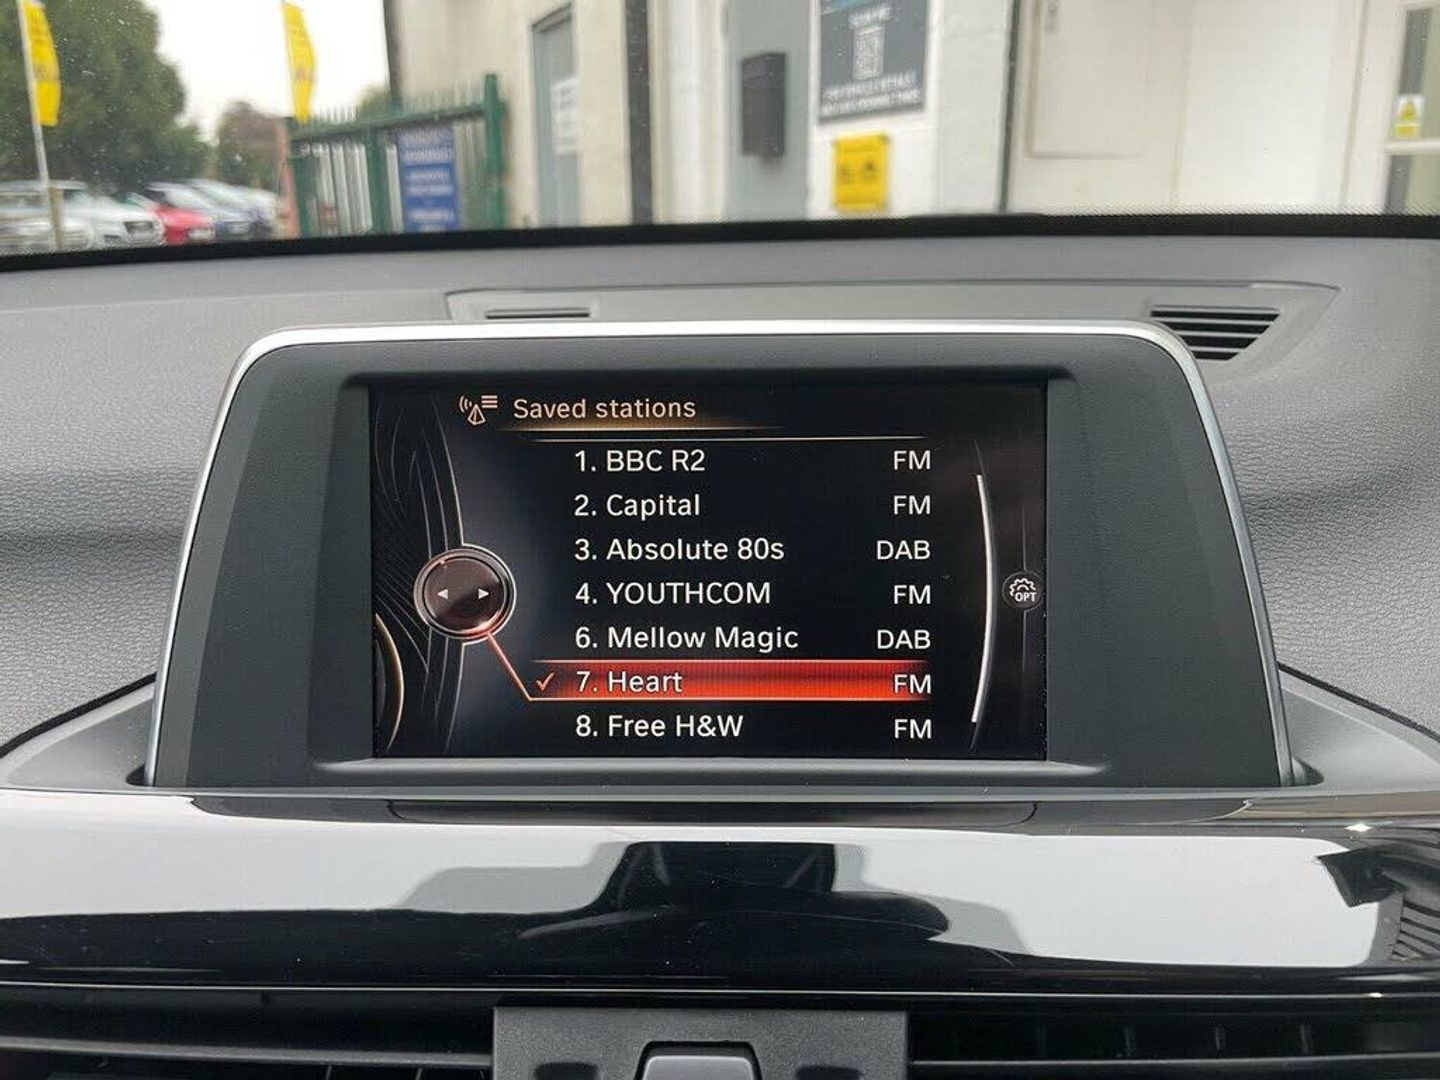 Saved stations
1. BBC R2 FM
2. Capital FM
3. Absolute 80s DAB
4. YOUTHCOM FM
6. Mellow Magic DAB
7. Heart FM
8. Free H&W FM
OPT